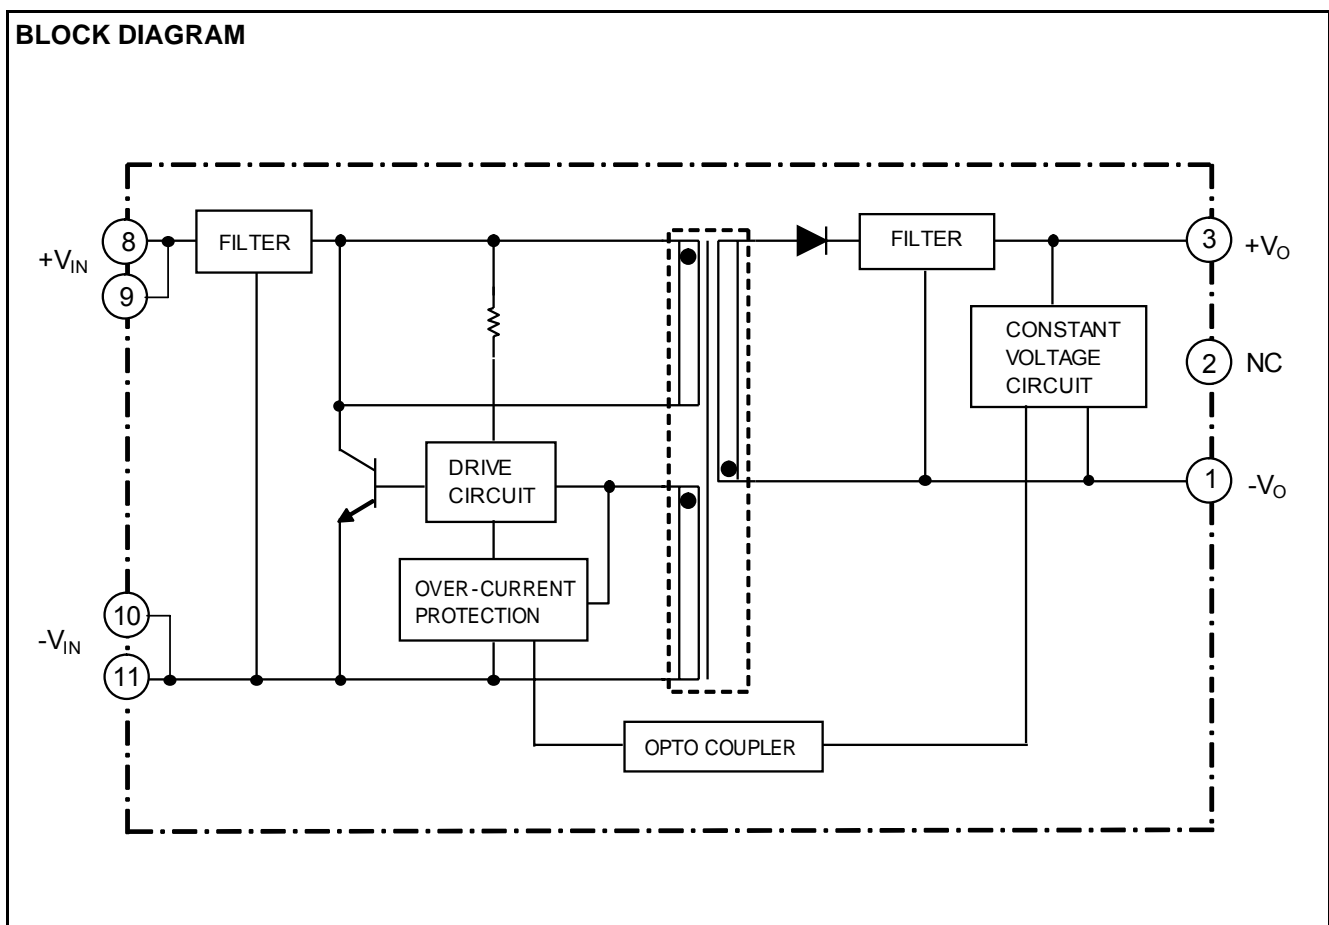 BLOCK DIAGRAM
8
FILTER
FILTER
3
+VO
+VIN
9
CONSTANT
VOLTAGE
CIRCUIT
2
NC
DRIVE
CIRCUIT
1
-VO
OVER-CURRENT
PROTECTION
10
-VIN
11
OPTO COUPLER